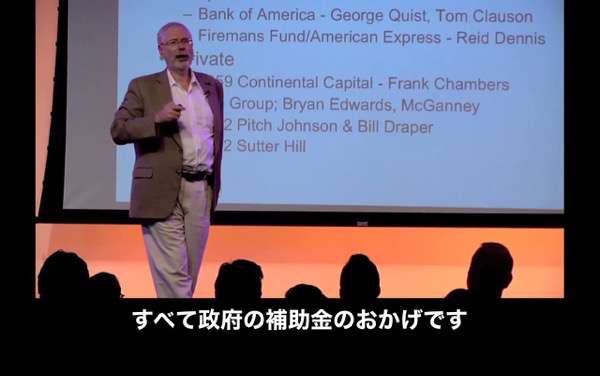 – Bank of America - George Quist, Tom Clauson
Firemans Fund/American Express - Reid Dennis
ivate
59 Continental Capital - Frank Chambers
Group; Bryan Edwards, McGanney
2 Pitch Johnson & Bill Draper
2 Sutter Hill
すべて政府の補助金のおかげです